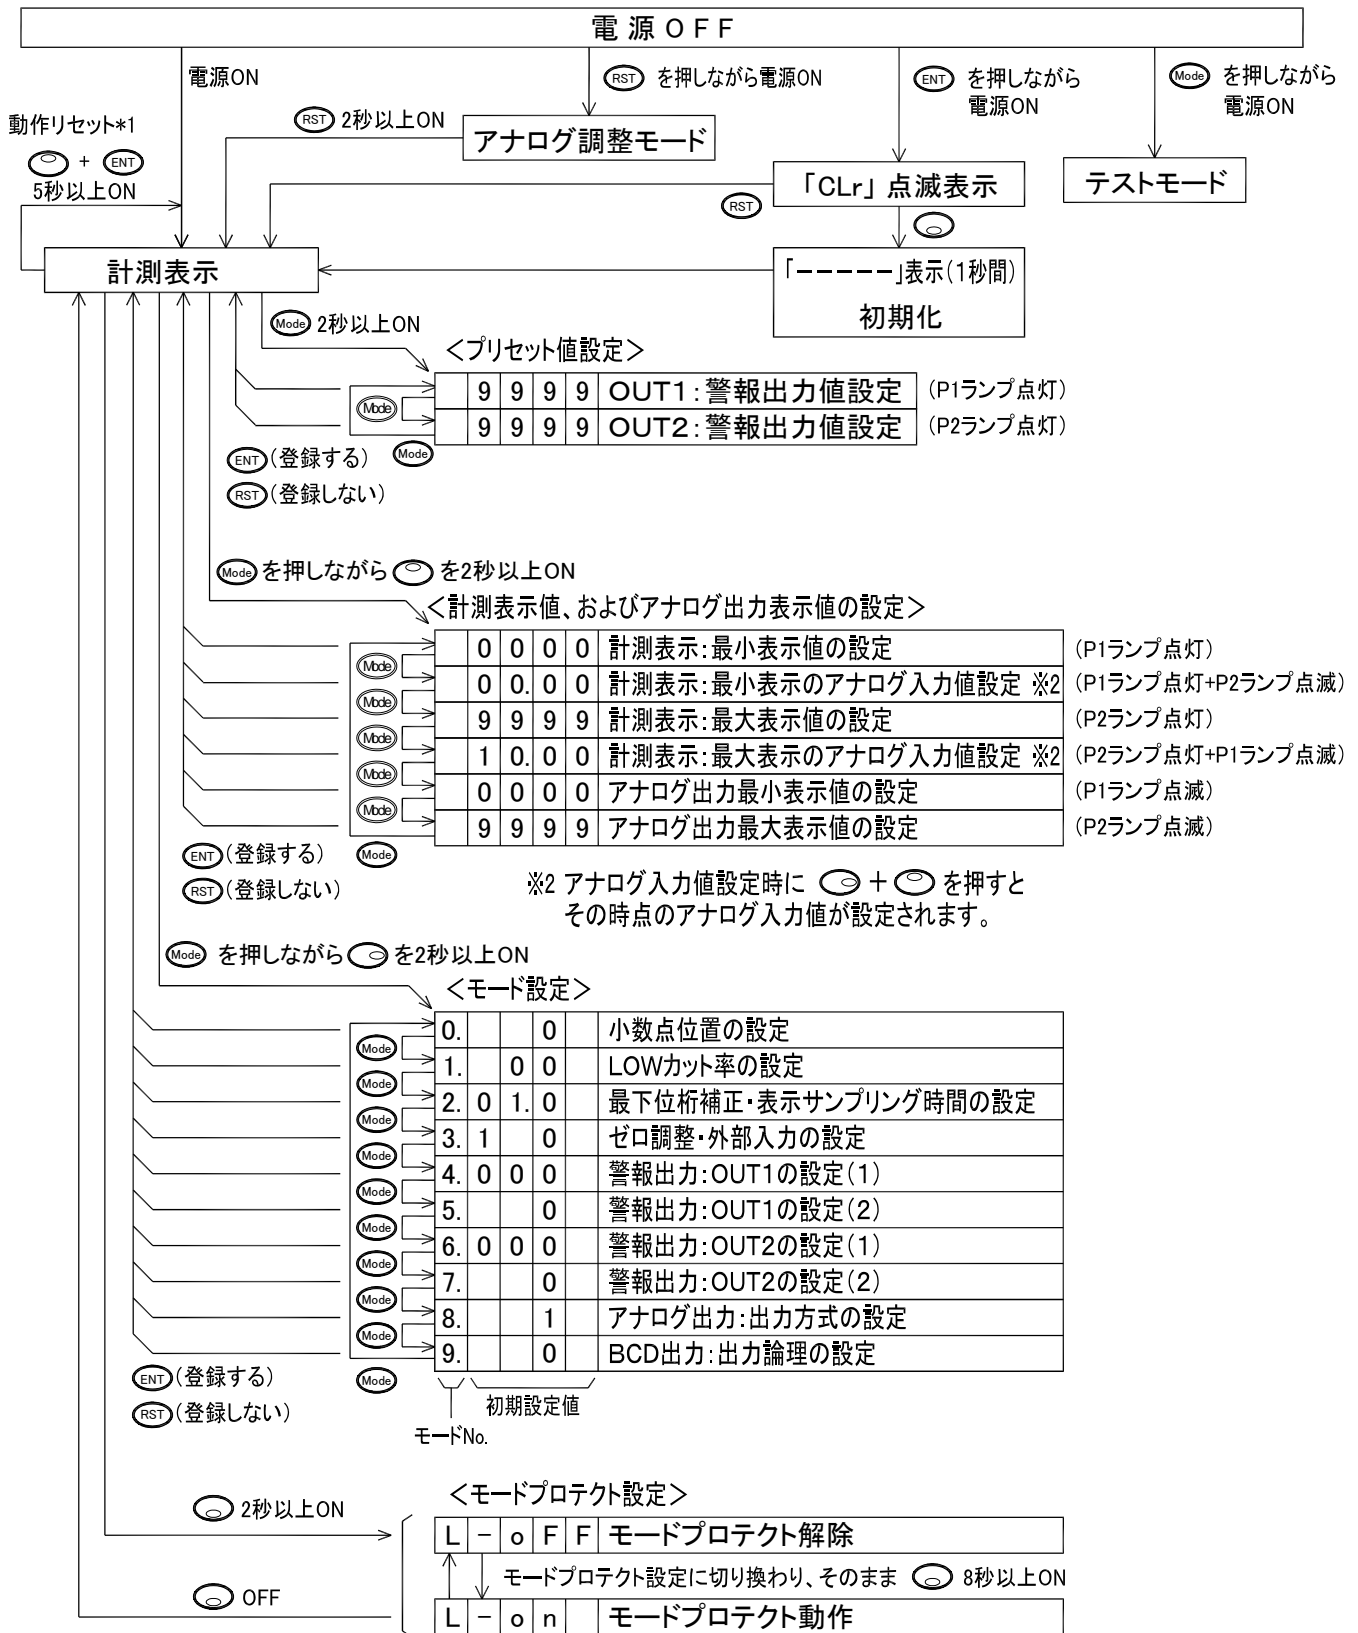 電源OFF
電源ON
RST を押しながら電源ON
ENT を押しながら
電源ON
Mode を押しながら
電源ON
動作リセット*1
+ ENT
5秒以上ON
RST 2秒以上ON
アナログ調整モード
「CLr」点滅表示
テストモード
RST
計測表示
「-----」表示(1秒間)
初期化
Mode 2秒以上ON
<プリセット値設定>
9 9 9 9 OUT1:警報出力値設定 (P1ランプ点灯)
Mode
9 9 9 9 OUT2:警報出力値設定 (P2ランプ点灯)
ENT (登録する) Mode
RST (登録しない)
Mode を押しながら を2秒以上ON
<計測表示値、およびアナログ出力表示値の設定>
0 0 0 0 計測表示:最小表示値の設定 (P1ランプ点灯)
Mode
0 0. 0 0 計測表示:最小表示のアナログ入力値設定 ※2 (P1ランプ点灯+P2ランプ点滅)
Mode
9 9 9 9 計測表示:最大表示値の設定 (P2ランプ点灯)
Mode
1 0. 0 0 計測表示:最大表示のアナログ入力値設定 ※2 (P2ランプ点灯+P1ランプ点滅)
Mode
0 0 0 0 アナログ出力最小表示値の設定 (P1ランプ点滅)
Mode
9 9 9 9 アナログ出力最大表示値の設定 (P2ランプ点滅)
ENT (登録する) Mode
RST (登録しない)
※2 アナログ入力値設定時に + を押すと
その時点のアナログ入力値が設定されます。
Mode を押しながら を2秒以上ON
<モード設定>
0. 0 小数点位置の設定
Mode
1. 0 0 LOWカット率の設定
Mode
2. 0 1. 0 最下位桁補正・表示サンプリング時間の設定
Mode
3. 1 0 ゼロ調整・外部入力の設定
Mode
4. 0 0 0 警報出力:OUT1の設定(1)
Mode
5. 0 警報出力:OUT1の設定(2)
Mode
6. 0 0 0 警報出力:OUT2の設定(1)
Mode
7. 0 警報出力:OUT2の設定(2)
Mode
8. 1 アナログ出力:出力方式の設定
Mode
9. 0 BCD出力:出力論理の設定
ENT (登録する) Mode
RST (登録しない)
初期設定値
モードNo.
<モードプロテクト設定>
2秒以上ON
L - o F F モードプロテクト解除
モードプロテクト設定に切り換わり、そのまま 8秒以上ON
OFF
L - o n モードプロテクト動作